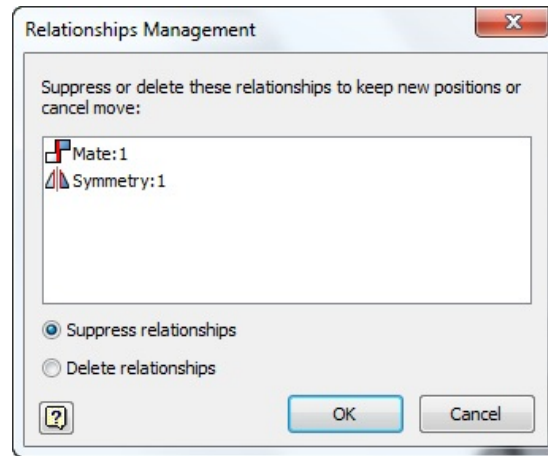 Relationships Management
Suppress or delete these relationships to keep new positions or
cancel move:
Mate:1
Symmetry:1
Suppress relationships
Delete relationships
?
OK
Cancel